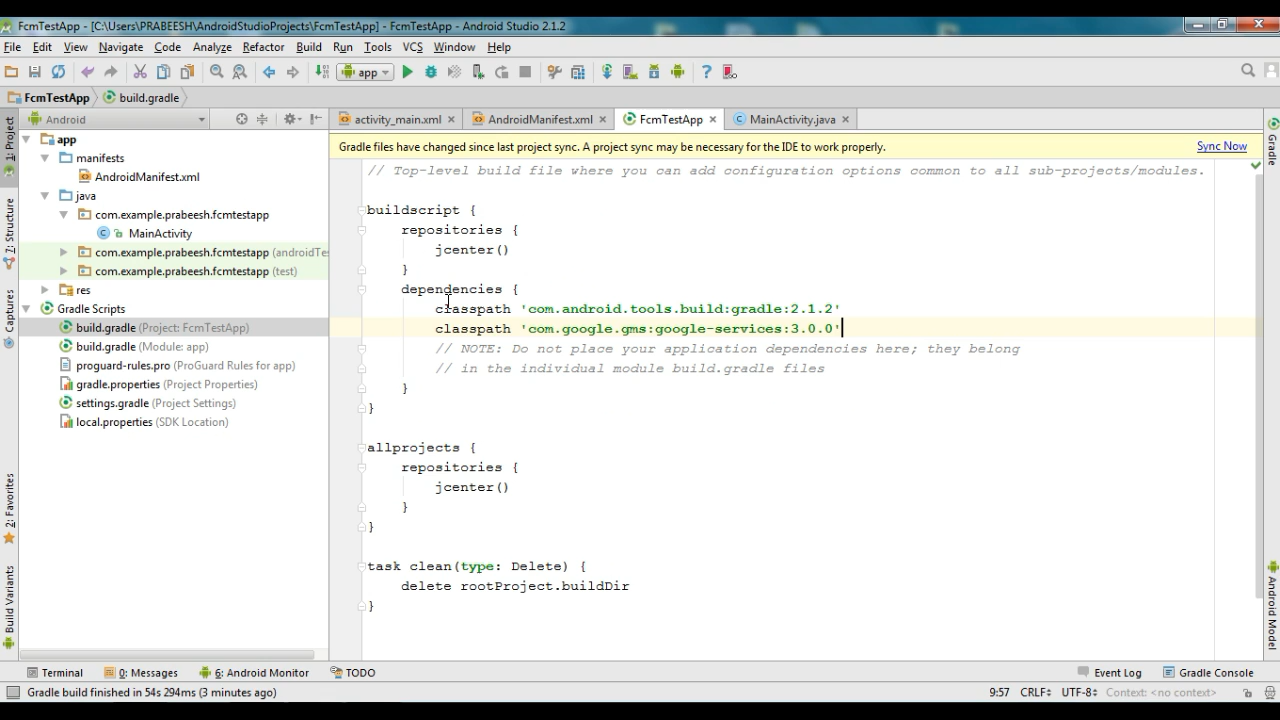 FcmTestApp - [C:\Users\PRABEESH\AndroidStudioProjects\FcmTestApp] - Android Studio 2.1.2
File Edit View Navigate Code Analyze Refactor Build Run Tools VCS Window Help
app
FcmTestApp build.gradle
Android
activity_main.xml AndroidManifest.xml FcmTestApp MainActivity.java
Gradle files have changed since last project sync. A project sync may be necessary for the IDE to work properly. Sync Now
1: Project
7: Structure
Captures
2: Favorites
Build Variants
app
manifests
AndroidManifest.xml
java
com.example.prabeesh.fcmtestapp
MainActivity
com.example.prabeesh.fcmtestapp (androidTe
com.example.prabeesh.fcmtestapp (test)
res
Gradle Scripts
build.gradle (Project: FcmTestApp)
build.gradle (Module: app)
proguard-rules.pro (ProGuard Rules for app)
gradle.properties (Project Properties)
settings.gradle (Project Settings)
local.properties (SDK Location)
// Top-level build file where you can add configuration options common to all sub-projects/modules.
buildscript {
repositories {
jcenter()
}
dependencies {
classpath 'com.android.tools.build:gradle:2.1.2'
classpath 'com.google.gms:google-services:3.0.0'
// NOTE: Do not place your application dependencies here; they belong
// in the individual module build.gradle files
}
}
allprojects {
repositories {
jcenter()
}
}
task clean(type: Delete) {
delete rootProject.buildDir
}
Gradle
Android Model
Terminal 0: Messages 6: Android Monitor TODO Event Log Gradle Console
Gradle build finished in 54s 294ms (3 minutes ago) 9:57 CRLF UTF-8 Context: <no context>